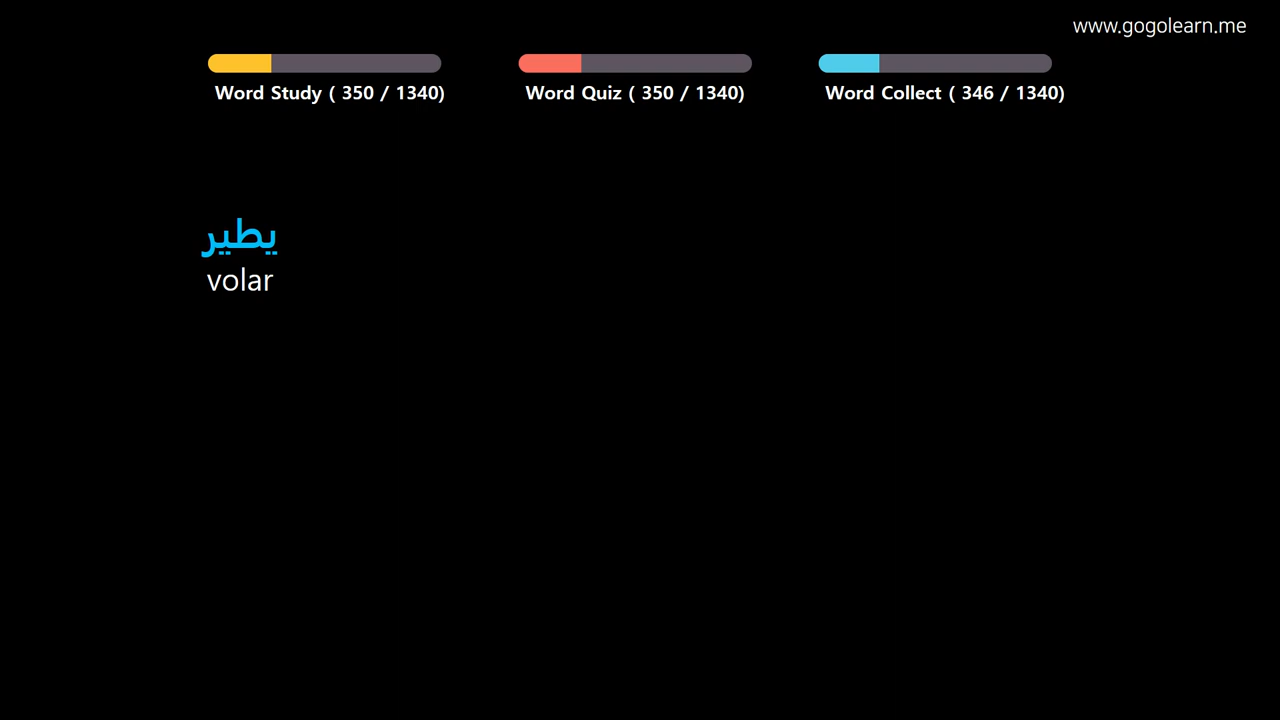 www.gogolearn.me
Word Study ( 350 / 1340)
Word Quiz ( 350 / 1340)
Word Collect ( 346 / 1340)
يطير
volar